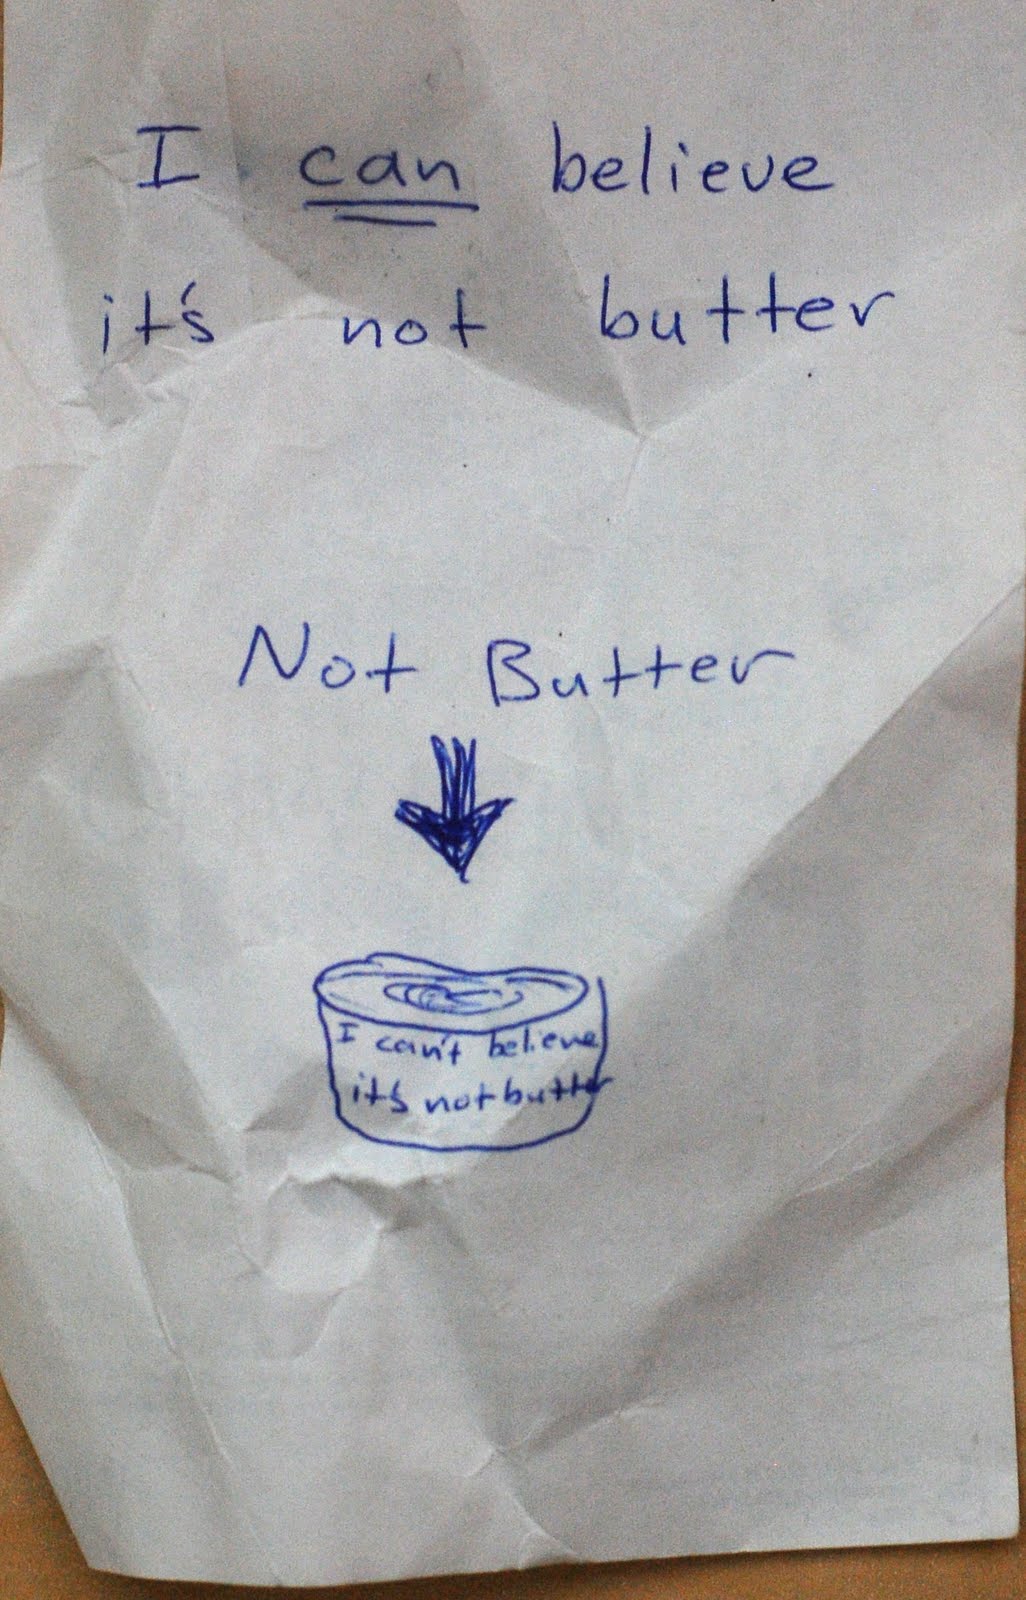 I can believe
it's not butter
Not Butter
I can't believe
it's not butter